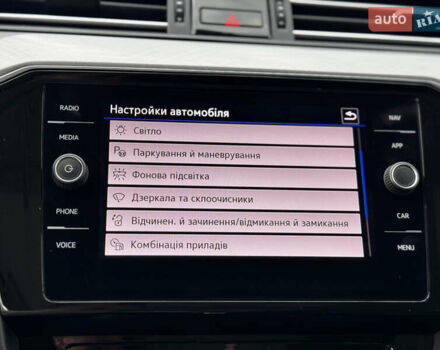 auto RIA
RADIO
MEDIA
PHONE
VOICE
Настройки автомобіля
Світло
Паркування й маневрування
Фонова підсвітка
Дзеркала та склоочисники
Відчинен. й зачинення/відмикання й замикання
Комбінація приладів
NAV
APP
CAR
MENU